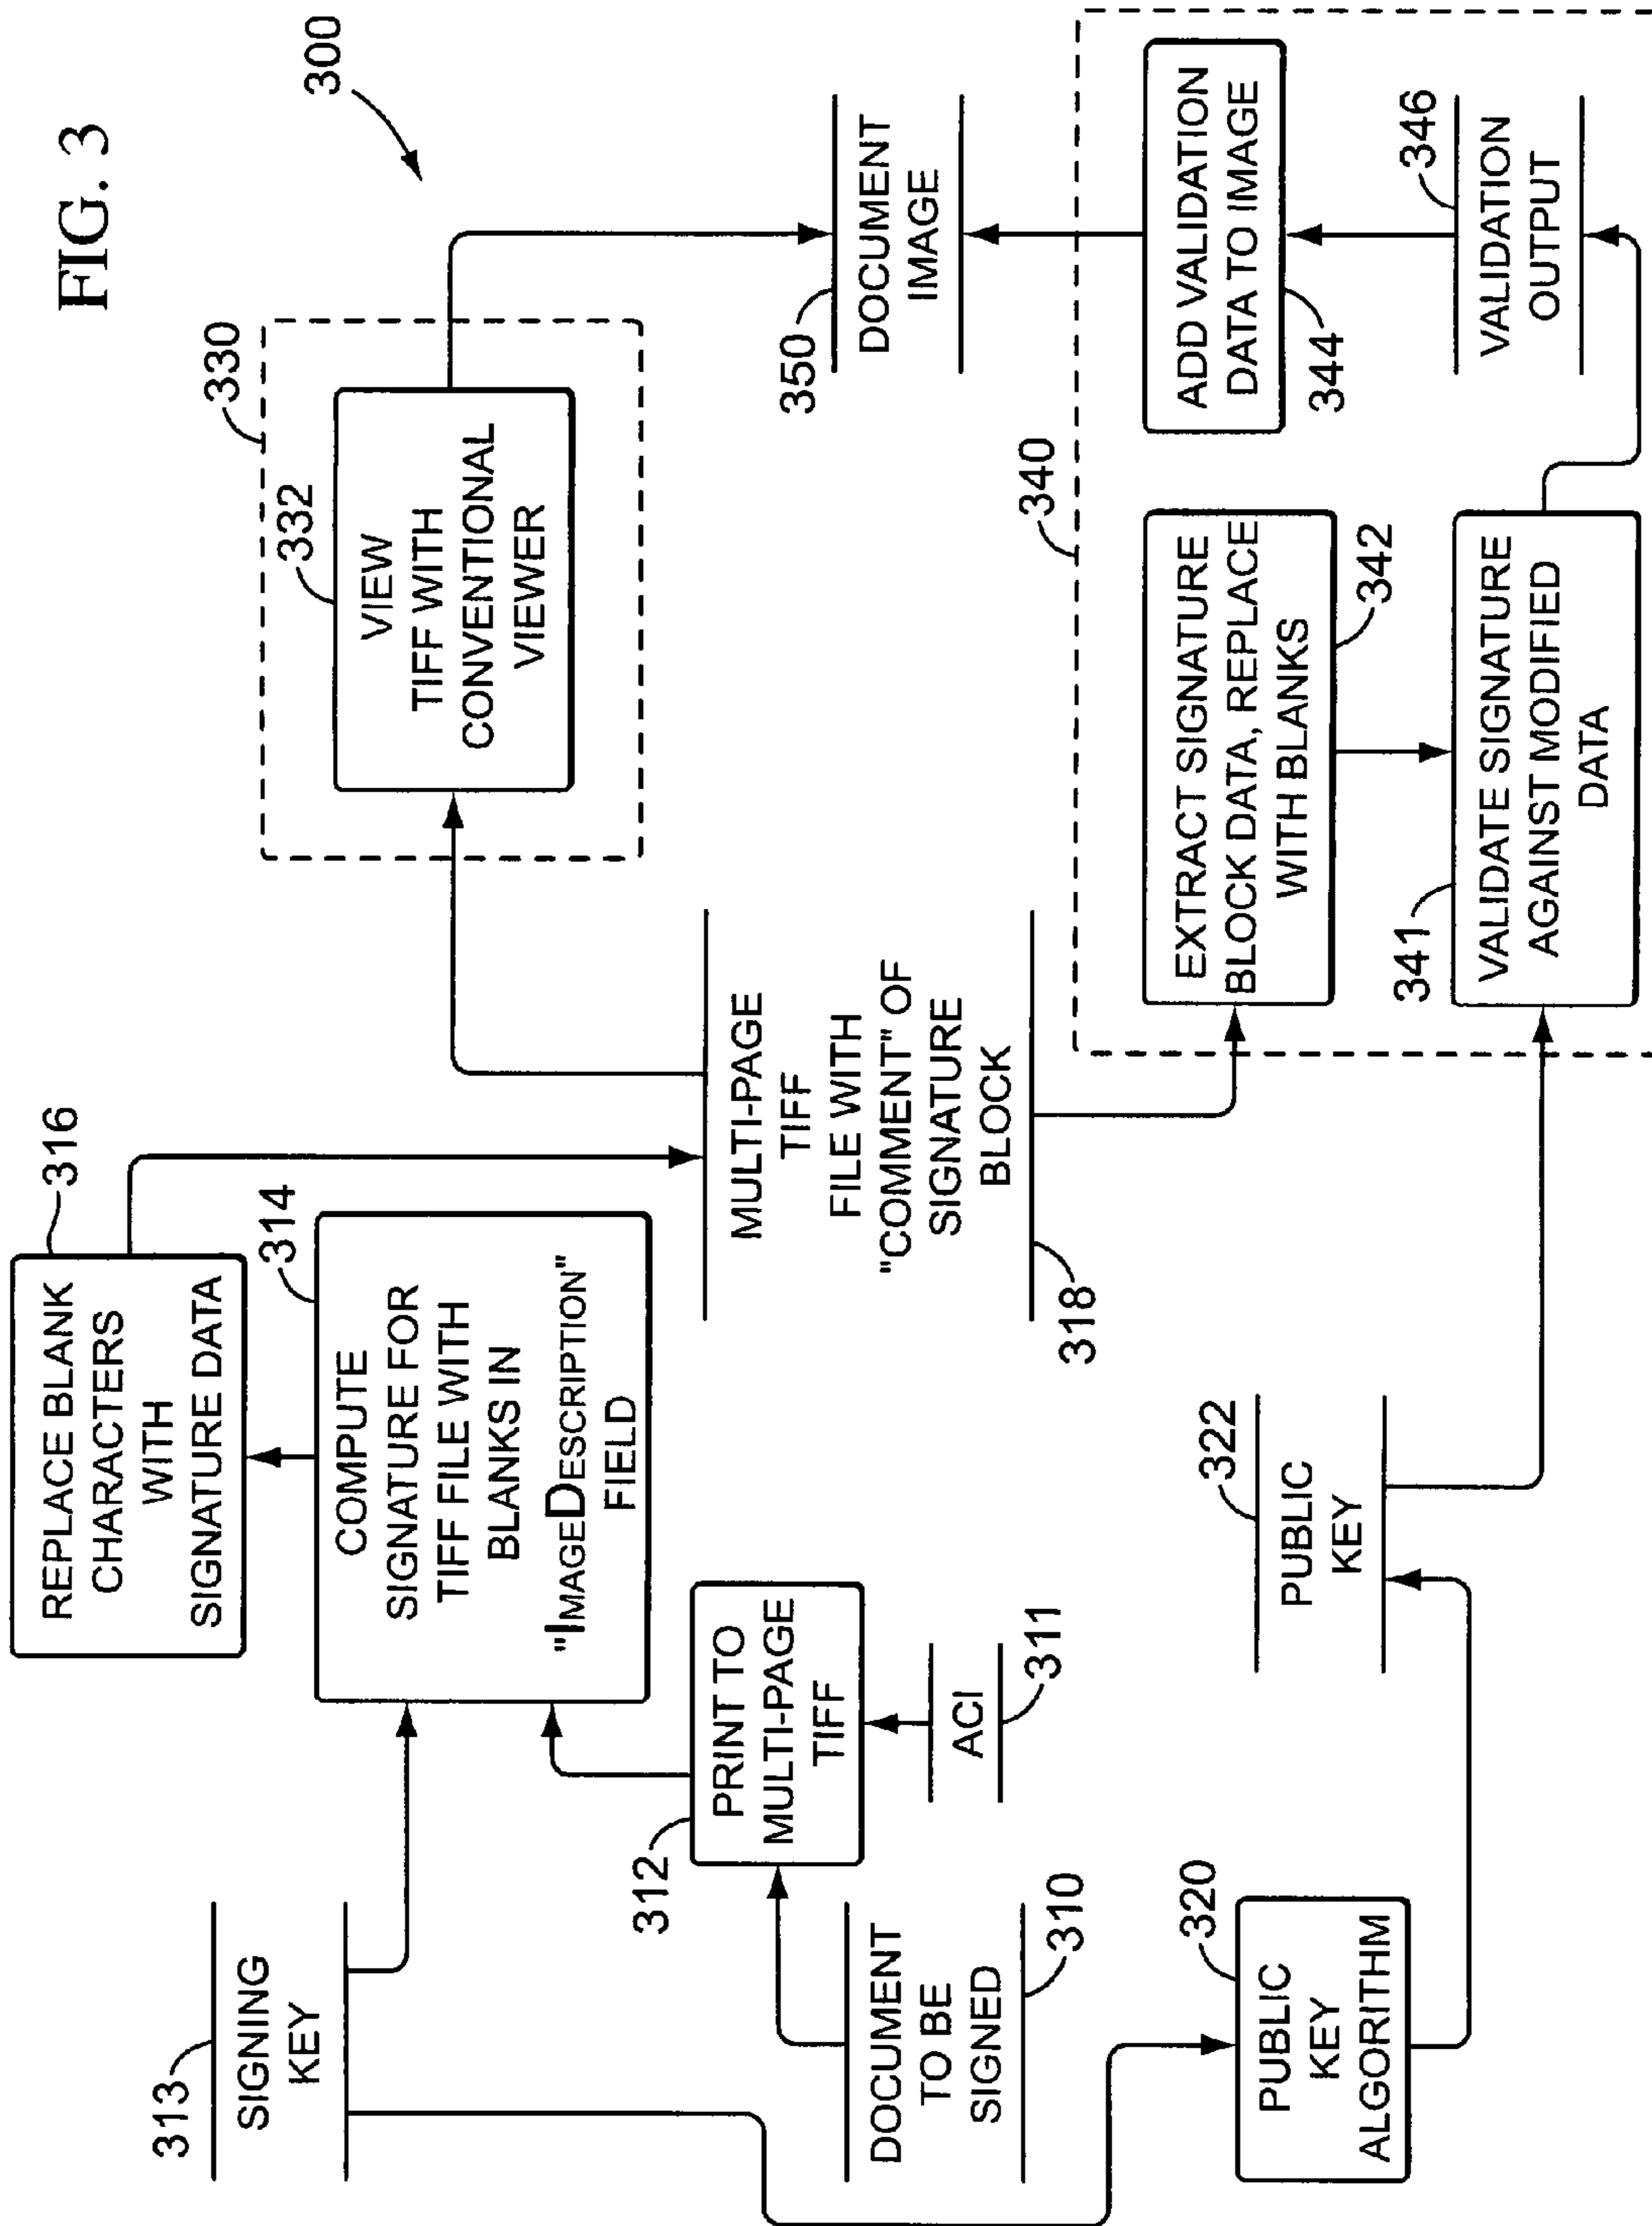 FIG. 3
300
313
SIGNING
KEY
REPLACE BLANK
CHARACTERS
WITH
SIGNATURE DATA
316
COMPUTE
SIGNATURE FOR
TIFF FILE WITH
BLANKS IN
"IMAGEDESCRIPTION"
FIELD
314
330
332
VIEW
TIFF WITH
CONVENTIONAL
VIEWER
312
PRINT TO
MULTI-PAGE
TIFF
ACI
311
DOCUMENT
TO BE
SIGNED
310
MULTI-PAGE
TIFF
FILE WITH
"COMMENT" OF
SIGNATURE
BLOCK
318
350
DOCUMENT
IMAGE
340
EXTRACT SIGNATURE
BLOCK DATA, REPLACE
WITH BLANKS
342
ADD VALIDATION
DATA TO IMAGE
344
320
PUBLIC
KEY
ALGORITHM
322
PUBLIC
KEY
341
VALIDATE SIGNATURE
AGAINST MODIFIED
DATA
346
VALIDATION
OUTPUT